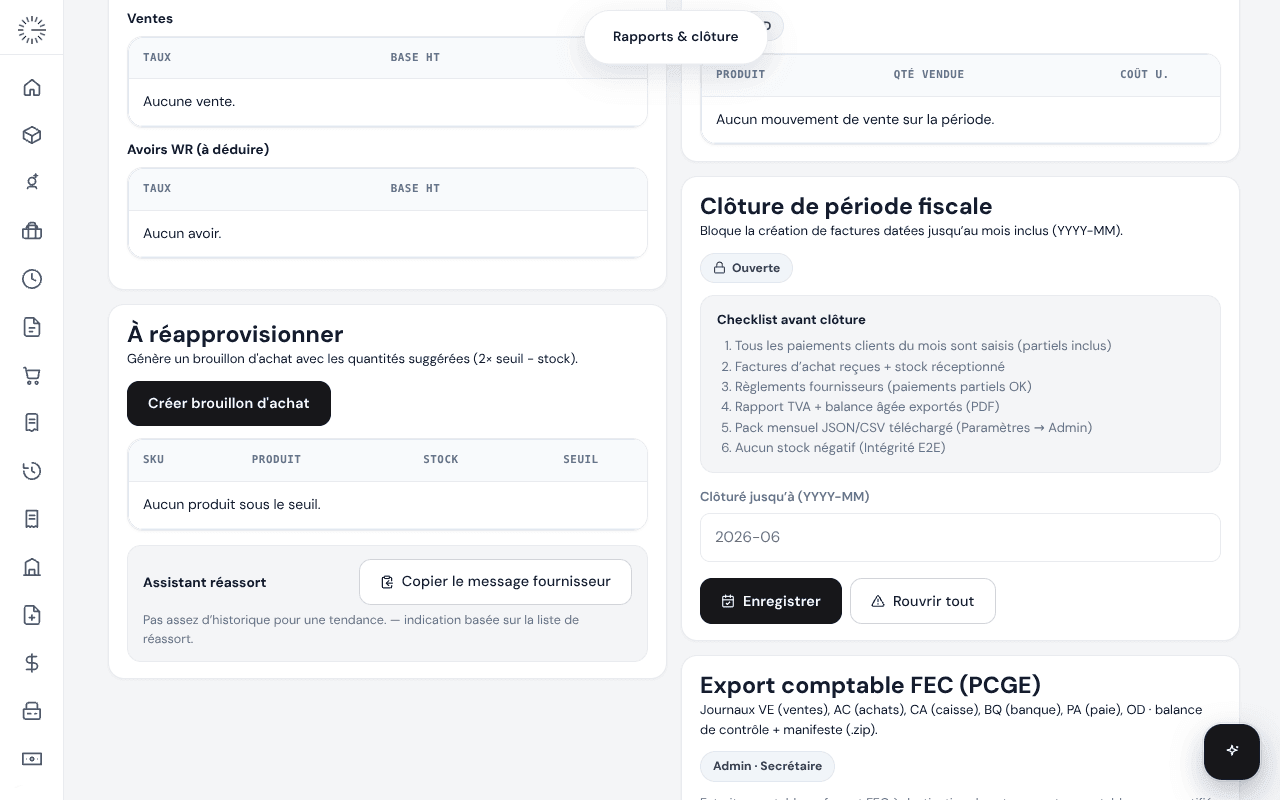 Rapports & clôture
Ventes
TAUX BASE HT
Aucune vente.
Avoirs WR (à déduire)
TAUX BASE HT
Aucun avoir.
À réapprovisionner
Génère un brouillon d'achat avec les quantités suggérées (2× seuil - stock).
Créer brouillon d'achat
SKU PRODUIT STOCK SEUIL
Aucun produit sous le seuil.
Assistant réassort
Copier le message fournisseur
Pas assez d’historique pour une tendance. — indication basée sur la liste de
réassort.
PRODUIT QTÉ VENDUE COÛT U.
Aucun mouvement de vente sur la période.
Clôture de période fiscale
Bloque la création de factures datées jusqu’au mois inclus (YYYY-MM).
Ouverte
Checklist avant clôture
1. Tous les paiements clients du mois sont saisis (partiels inclus)
2. Factures d’achat reçues + stock réceptionné
3. Règlements fournisseurs (paiements partiels OK)
4. Rapport TVA + balance âgée exportés (PDF)
5. Pack mensuel JSON/CSV téléchargé (Paramètres → Admin)
6. Aucun stock négatif (Intégrité E2E)
Clôturé jusqu’à (YYYY-MM)
2026-06
Enregistrer
Rouvrir tout
Export comptable FEC (PCGE)
Journaux VE (ventes), AC (achats), CA (caisse), BQ (banque), PA (paie), OD · balance
de contrôle + manifeste (.zip).
Admin · Secrétaire